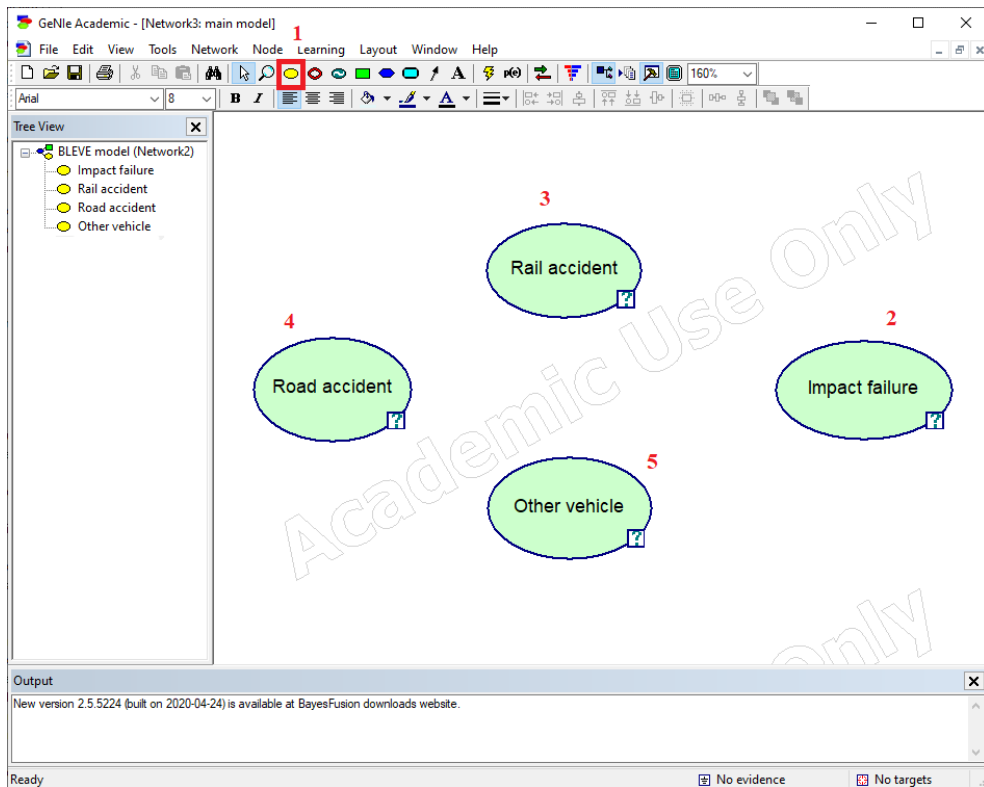 GeNIe Academic - [Network3: main model]
1
File Edit View Tools Network Node Learning Layout Window Help
A p(e) 160%
Arial 8 B I A
Tree View
BLEVE model (Network2)
Impact failure
Rail accident
Road accident
Other vehicle
3
Rail accident
?
4
Road accident
?
2
Impact failure
?
5
Other vehicle
?
Academic Use Only
Only
Output
New version 2.5.5224 (built on 2020-04-24) is available at BayesFusion downloads website.
Ready No evidence No targets